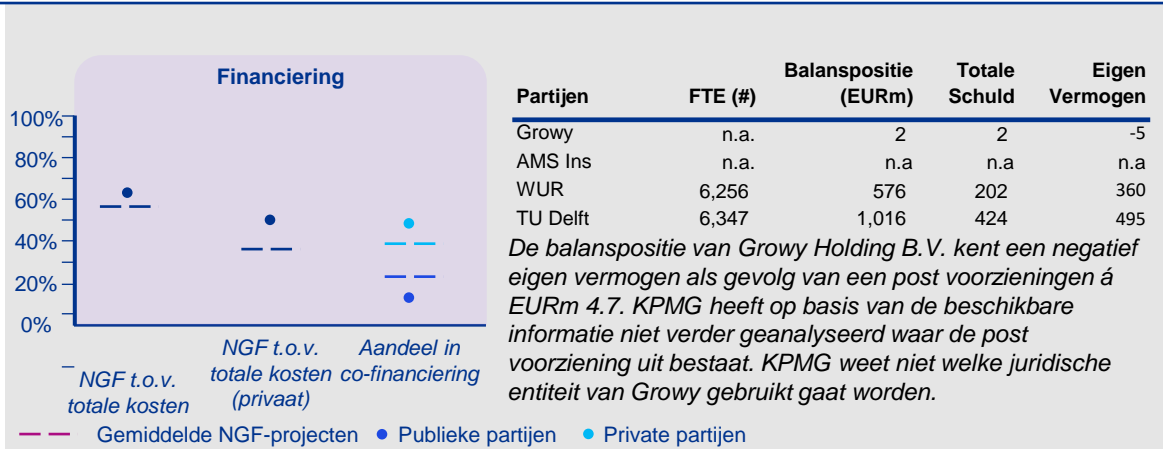 Financiering
100%
80%
60%
40%
20%
0%
NGF t.o.v.
totale kosten
NGF t.o.v.
totale kosten
(privaat)
Aandeel in
co-financiering
Gemiddelde NGF-projecten
Publieke partijen
Private partijen
Partijen FTE (#) Balanspositie (EURm) Totale Schuld Eigen Vermogen
Growy n.a. 2 2 -5
AMS Ins n.a. n.a n.a n.a
WUR 6,256 576 202 360
TU Delft 6,347 1,016 424 495
De balanspositie van Growy Holding B.V. kent een negatief
eigen vermogen als gevolg van een post voorzieningen á
EURm 4.7. KPMG heeft op basis van de beschikbare
informatie niet verder geanalyseerd waar de post
voorziening uit bestaat. KPMG weet niet welke juridische
entiteit van Growy gebruikt gaat worden.